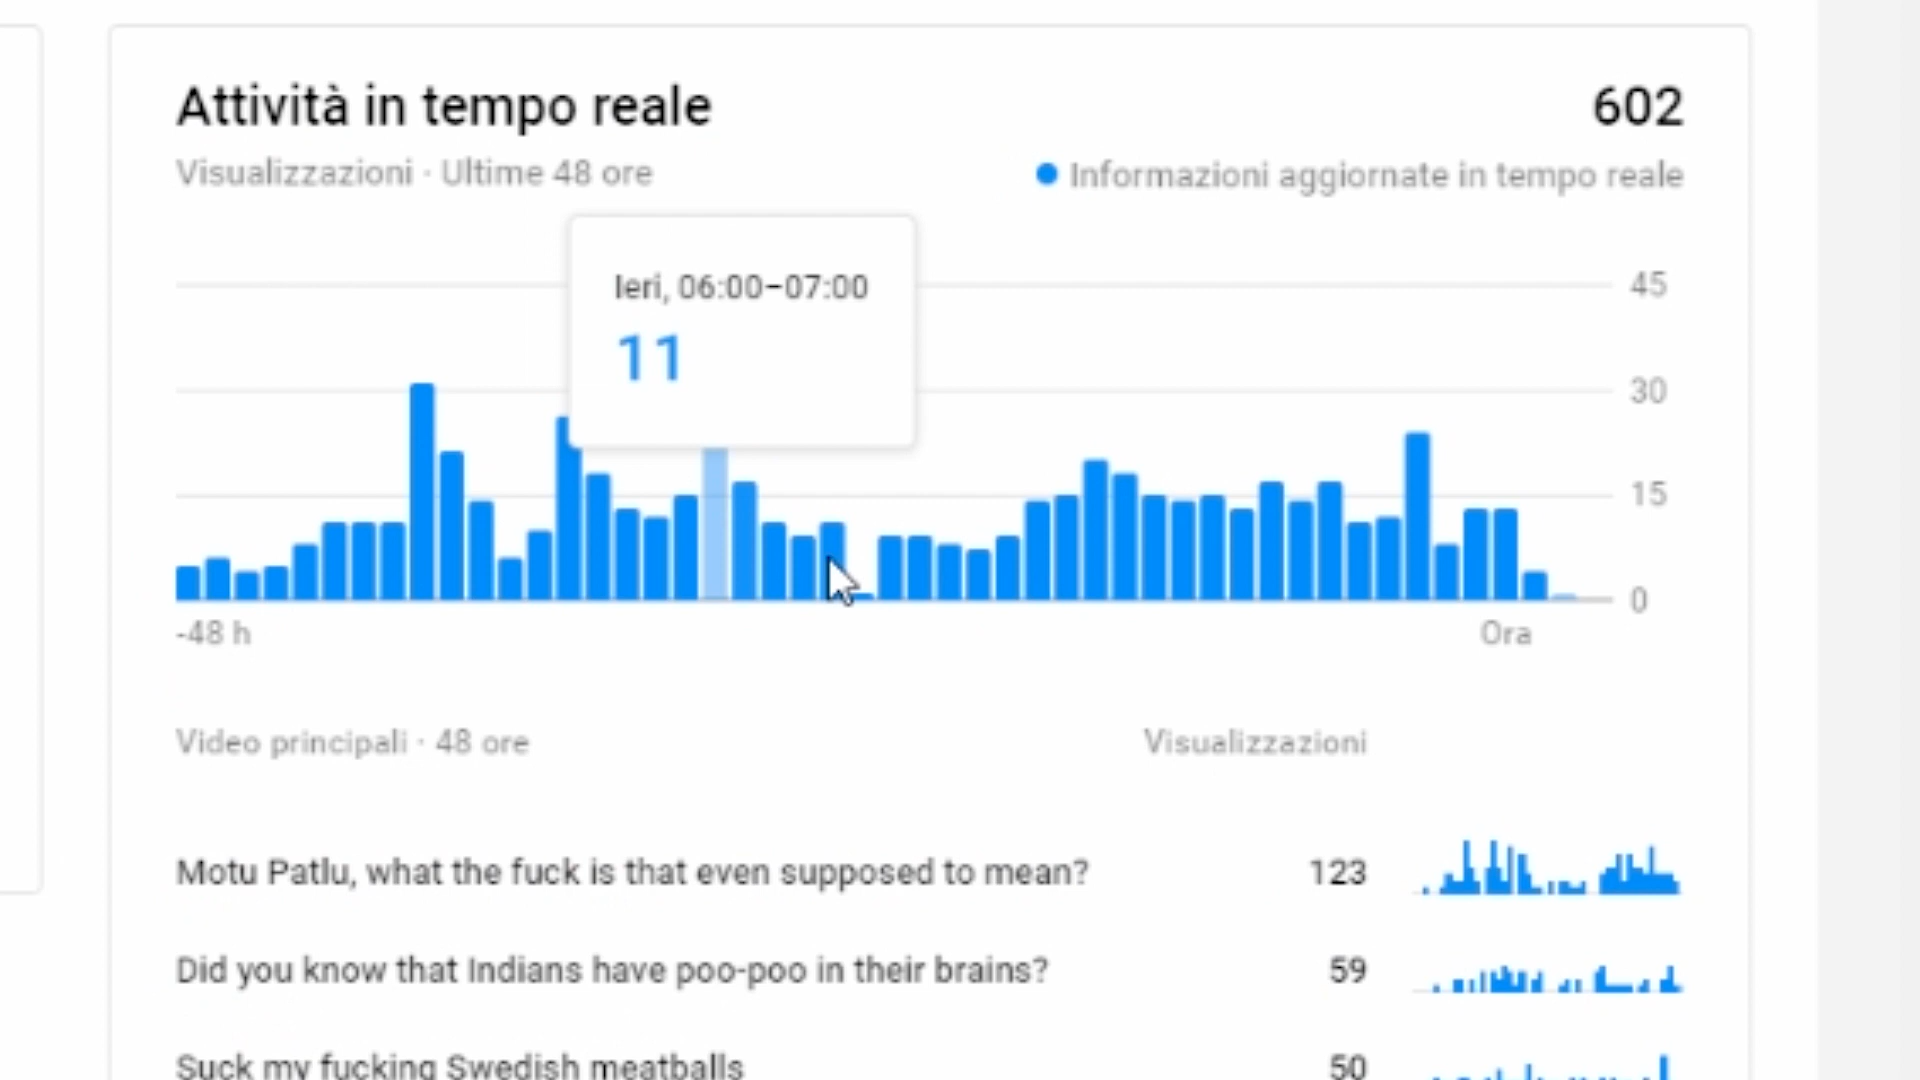 Attività in tempo reale
602
Visualizzazioni · Ultime 48 ore
Informazioni aggiornate in tempo reale
Ieri, 06:00–07:00
11
45
30
15
0
-48 h
Ora
Video principali · 48 ore
Visualizzazioni
Motu Patlu, what the fuck is that even supposed to mean?
123
Did you know that Indians have poo-poo in their brains?
59
Suck my fucking Swedish meatballs
50